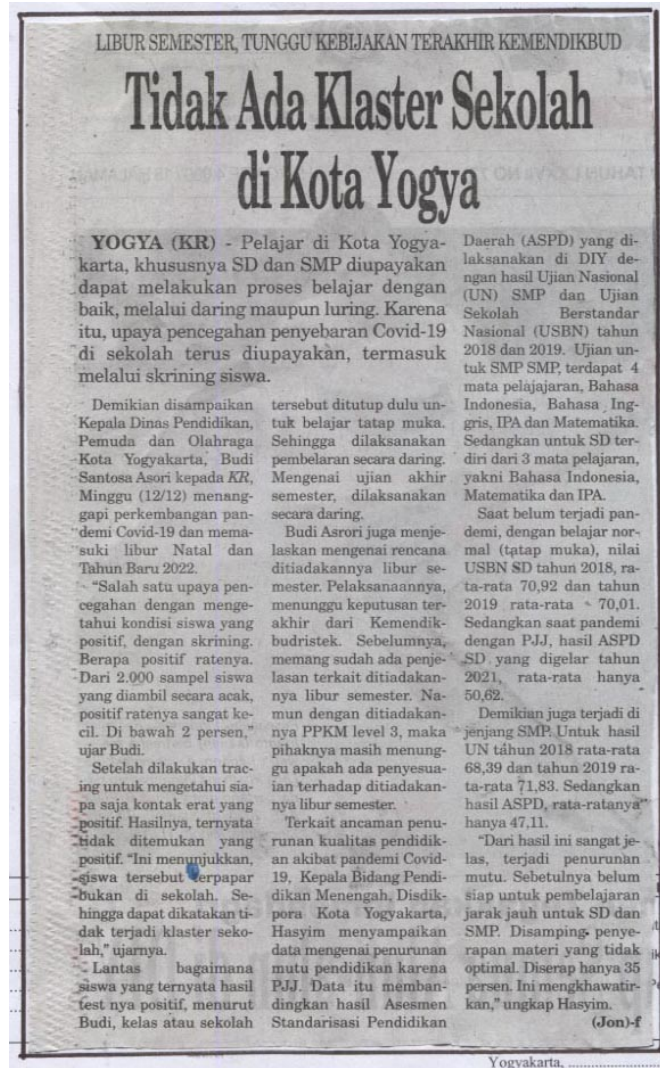 LIBUR SEMESTER, TUNGGU KEBIJAKAN TERAKHIR KEMENDIKBUD
Tidak Ada Klaster Sekolah
di Kota Yogya
YOGYA (KR) - Pelajar di Kota Yogya-
karta, khususnya SD dan SMP diupayakan
dapat melakukan proses belajar dengan
baik, melalui daring maupun luring. Karena
itu, upaya pencegahan penyebaran Covid-19
di sekolah terus diupayakan, termasuk
melalui skrining siswa.
Demikian disampaikan
Kepala Dinas Pendidikan,
Pemuda dan Olahraga
Kota Yogyakarta, Budi
Santosa Asori kepada KR,
Minggu (12/12) menang-
gapi perkembangan pan-
demi Covid-19 dan mema-
suki libur Natal dan
Tahun Baru 2022.
"Salah satu upaya pen-
cegahan dengan menge-
tahui kondisi siswa yang
positif, dengan skrining.
Berapa positif ratenya.
Dari 2.000 sampel siswa
yang diambil secara acak,
positif ratenya sangat ke-
cil. Di bawah 2 persen,"
ujar Budi.
Setelah dilakukan trac-
ing untuk mengetahui sia-
pa saja kontak erat yang
positif. Hasilnya, ternyata
tidak ditemukan yang
positif. "Ini menunjukkan,
siswa tersebut terpapar
bukan di sekolah. Se-
hingga dapat dikatakan ti-
dak terjadi klaster seko-
lah," ujarnya.
Lantas bagaimana
siswa yang ternyata hasil
test nya positif, menurut
Budi, kelas atau sekolah
tersebut ditutup dulu un-
tuk belajar tatap muka.
Sehingga dilaksanakan
pembelaran secara daring.
Mengenai ujian akhir
semester, dilaksanakan
secara daring.
Budi Asrori juga menje-
laskan mengenai rencana
ditiadakannya libur se-
mester. Pelaksanaannya,
menunggu keputusan ter-
akhir dari Kemendik-
budristek. Sebelumnya,
memang sudah ada penje-
lasan terkait ditiadakan-
nya libur semester. Na-
mun dengan ditiadakan-
nya PPKM level 3, maka
pihaknya masih menung-
gu apakah ada penyesua-
ian terhadap ditiadakan-
nya libur semester.
Terkait ancaman penu-
runan kualitas pendidik-
an akibat pandemi Covid-
19, Kepala Bidang Pendi-
dikan Menengah, Disdik-
pora Kota Yogyakarta,
Hasyim menyampaikan
data mengenai penurunan
mutu pendidikan karena
PJJ. Data itu memban-
dingkan hasil Asesmen
Standarisasi Pendidikan
Daerah (ASPD) yang di-
laksanakan di DIY de-
ngan hasil Ujian Nasional
(UN) SMP dan Ujian
Sekolah Berstandar
Nasional (USBN) tahun
2018 dan 2019. Ujian un-
tuk SMP SMP, terdapat 4
mata pelajajaran, Bahasa
Indonesia, Bahasa Ing-
gris, IPA dan Matematika.
Sedangkan untuk SD ter-
diri dari 3 mata pelajaran,
yakni Bahasa Indonesia,
Matematika dan IPA.
Saat belum terjadi pan-
demi, dengan belajar nor-
mal (tatap muka), nilai
USBN SD tahun 2018, ra-
ta-rata 70,92 dan tahun
2019 rata-rata 70,01.
Sedangkan saat pandemi
dengan PJJ, hasil ASPD
SD yang digelar tahun
2021, rata-rata hanya
50,62.
Demikian juga terjadi di
jenjang SMP. Untuk hasil
UN tahun 2018 rata-rata
68,39 dan tahun 2019 ra-
ta-rata 71,83. Sedangkan
hasil ASPD, rata-ratanya
hanya 47,11.
"Dari hasil ini sangat je-
las, terjadi penurunan
mutu. Sebetulnya belum
siap untuk pembelajaran
jarak jauh untuk SD dan
SMP. Disamping penye-
rapan materi yang tidak
optimal. Diserap hanya 35
persen. Ini mengkhawatir-
kan," ungkap Hasyim.
(Jon)-f
Yogyakarta, ....................